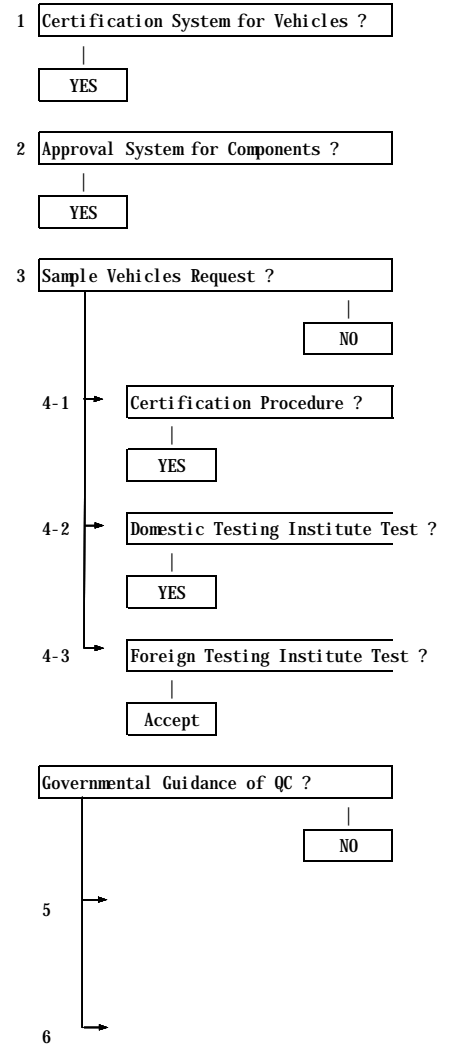 1 Certification System for Vehicles ?
YES
2 Approval System for Components ?
YES
3 Sample Vehicles Request ?
NO
4-1 Certification Procedure ?
YES
4-2 Domestic Testing Institute Test ?
YES
4-3 Foreign Testing Institute Test ?
Accept
Governmental Guidance of QC ?
NO
5
6